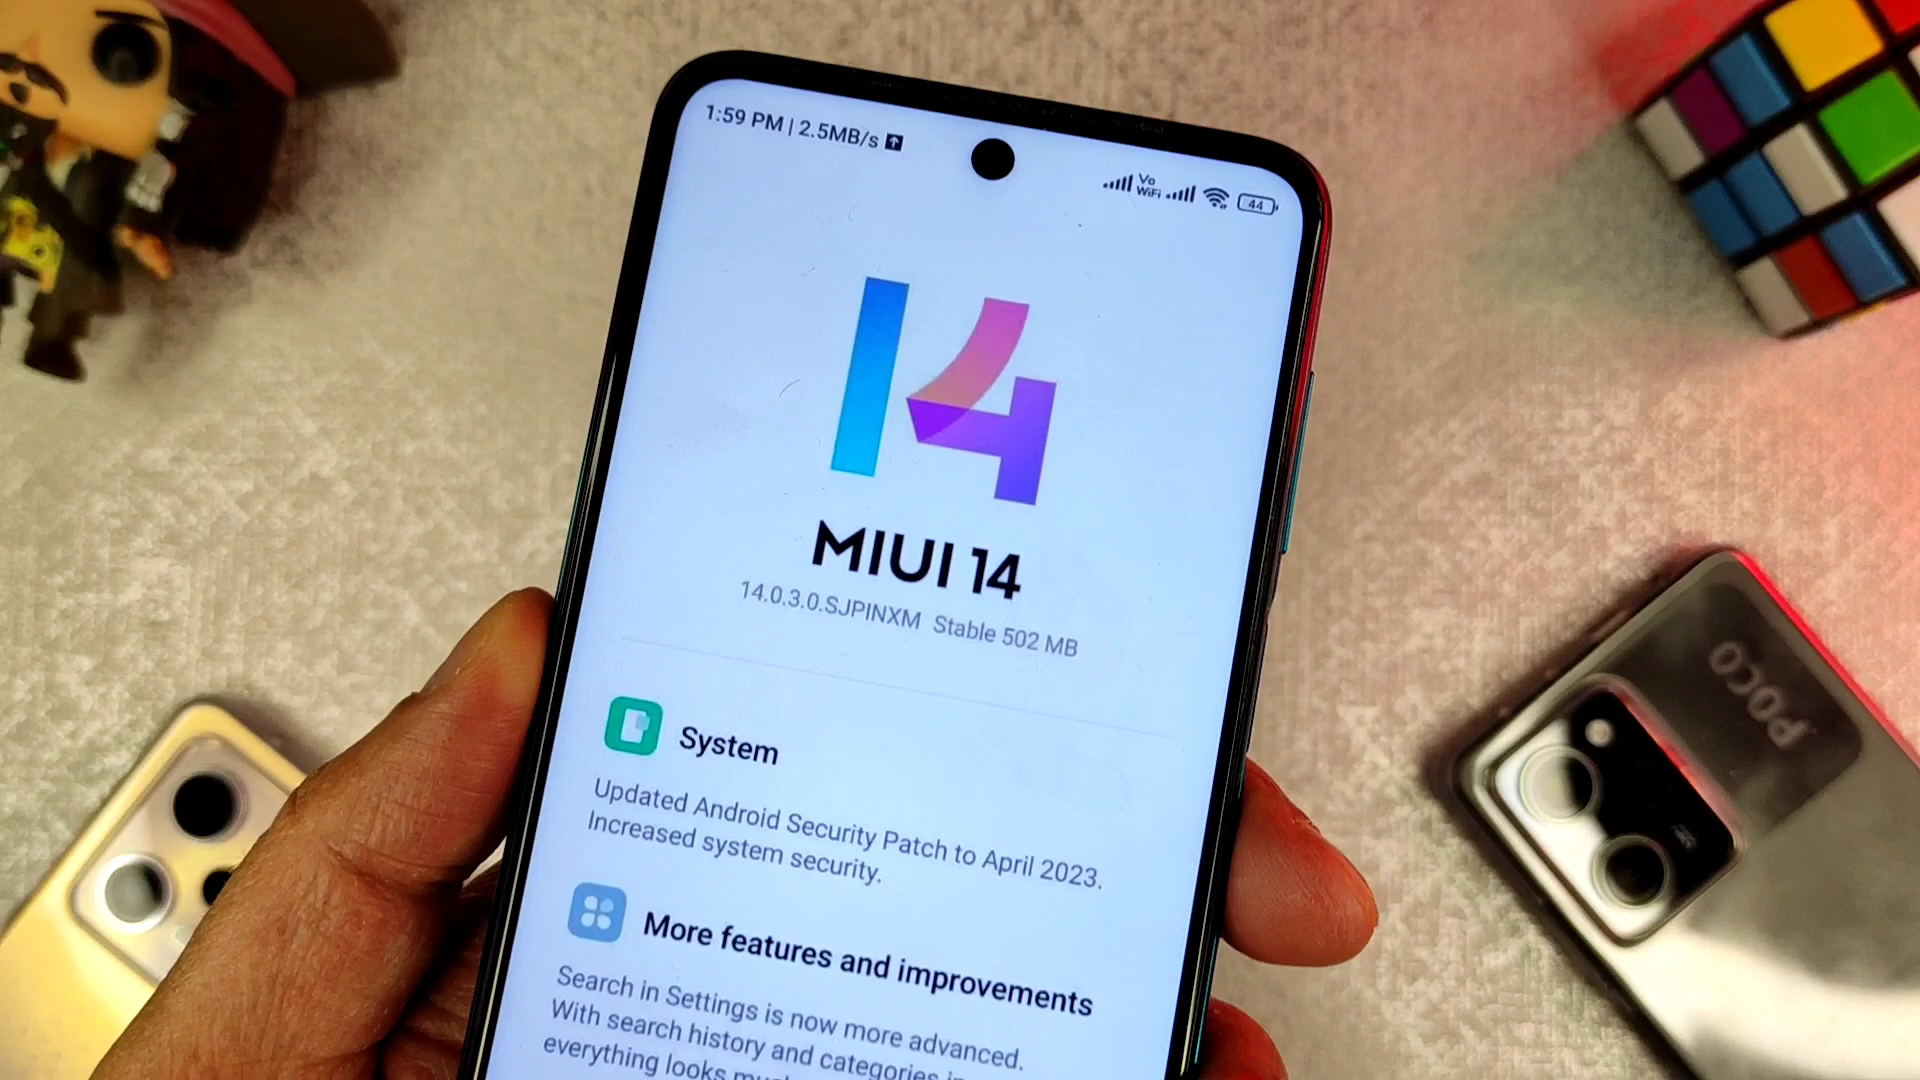 1:59 PM | 2.5MB/s
Vo
WiFi
44
14
MIUI 14
14.0.3.0.SJPINXM Stable 502 MB
System
Updated Android Security Patch to April 2023.
Increased system security.
More features and improvements
Search in Settings is now more advanced.
With search history and categories in
everything looks
POCO